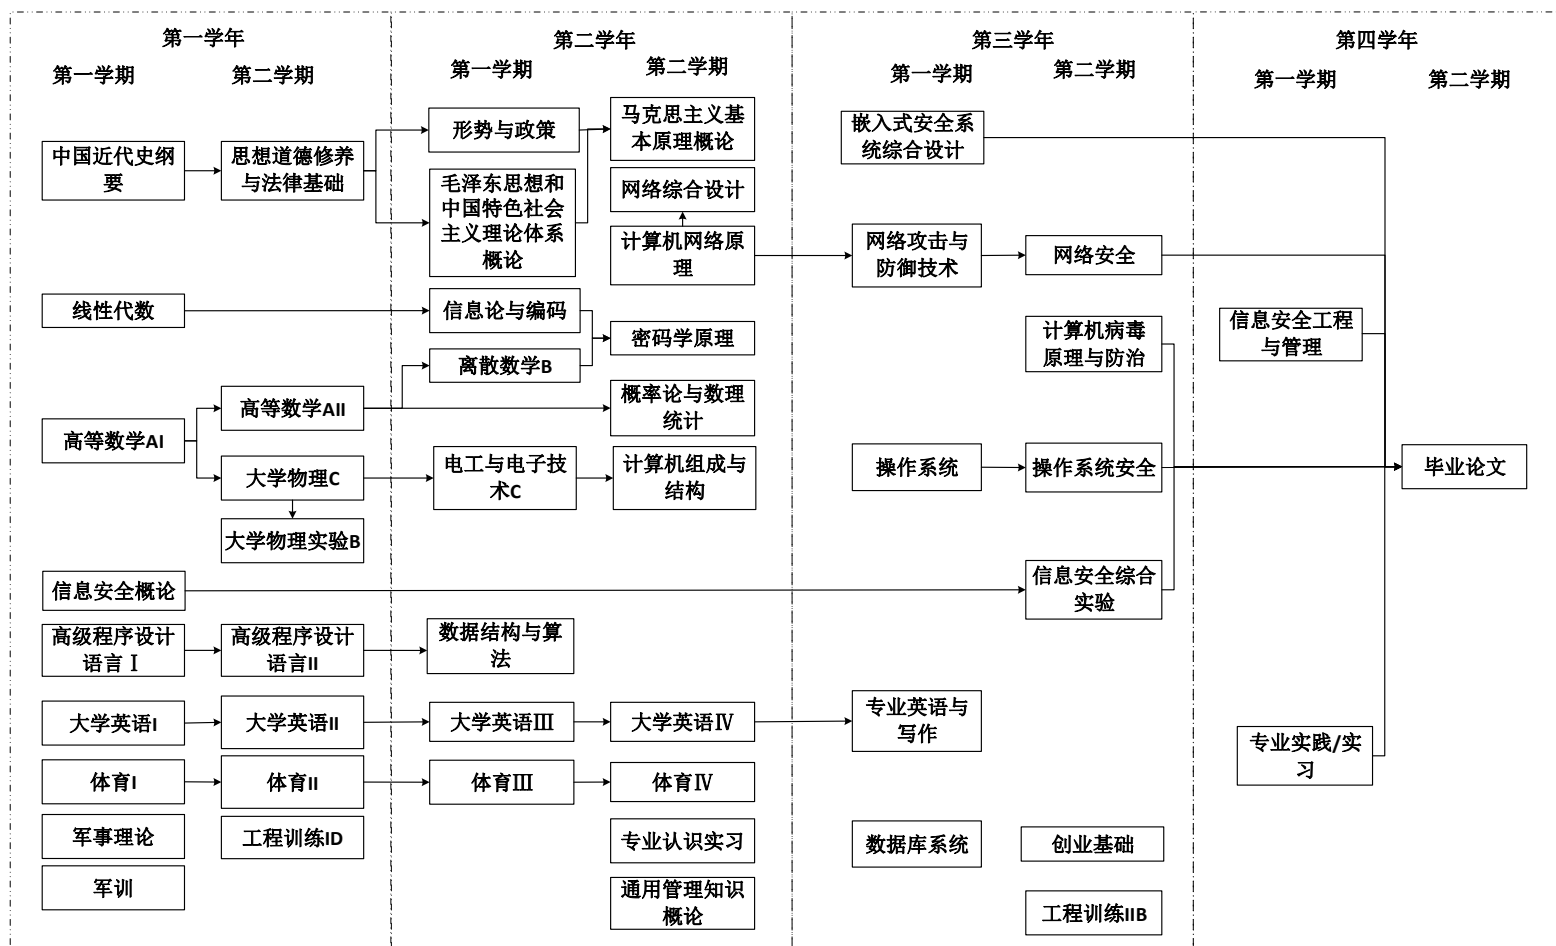 第一学年
第二学年
第三学年
第四学年
第一学期
第二学期
第一学期
第二学期
第一学期
第二学期
第一学期
第二学期
中国近代史纲
要
思想道德修养
与法律基础
形势与政策
毛泽东思想和
中国特色社会
主义理论体系
概论
马克思主义基
本原理概论
网络综合设计
计算机网络原
理
嵌入式安全系
统综合设计
网络攻击与
防御技术
网络安全
线性代数
信息论与编码
离散数学B
密码学原理
计算机病毒
原理与防治
信息安全工程
与管理
高等数学AI
高等数学AII
概率论与数理
统计
大学物理C
电工与电子技
术C
计算机组成与
结构
操作系统
操作系统安全
毕业论文
大学物理实验B
信息安全概论
信息安全综合
实验
高级程序设计
语言Ⅰ
高级程序设计
语言II
数据结构与算
法
大学英语I
大学英语II
大学英语Ⅲ
大学英语Ⅳ
专业英语与
写作
专业实践/实
习
体育I
体育II
体育Ⅲ
体育Ⅳ
军事理论
工程训练ID
专业认识实习
数据库系统
创业基础
军训
通用管理知识
概论
工程训练IIB